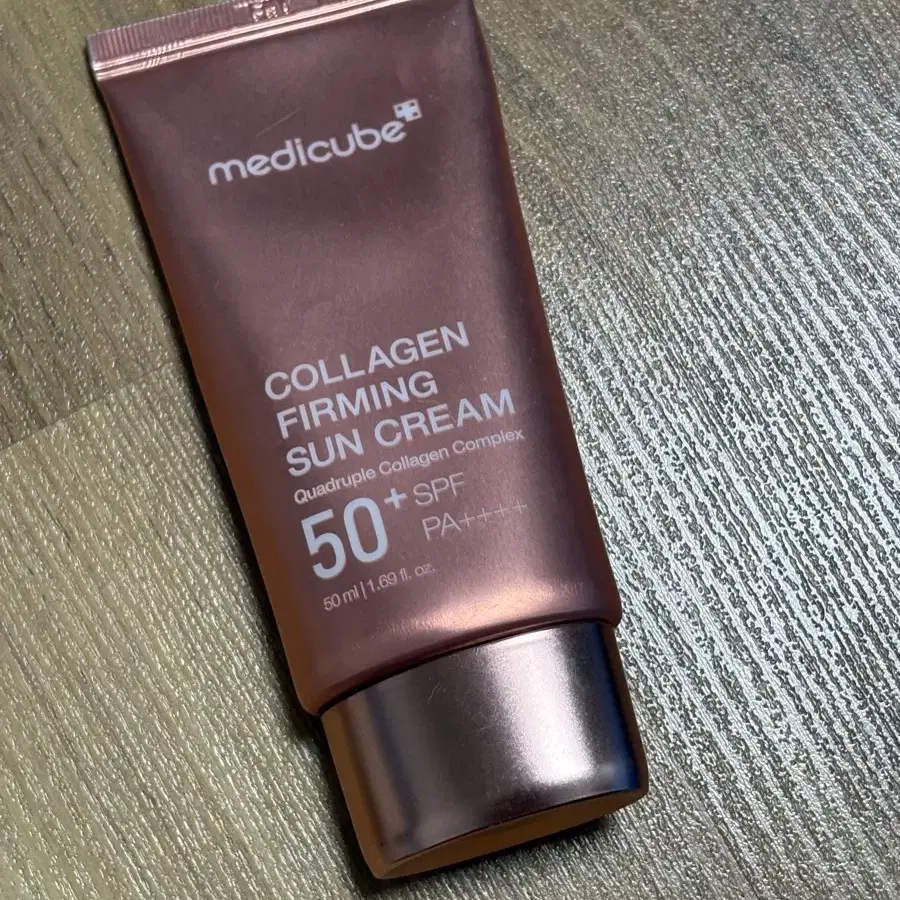 medicube
COLLAGEN
FIRMING
SUN CREAM
Quadruple Collagen Complex
50+ SPF
PA++++
50 ml | 1.69 fl. oz.